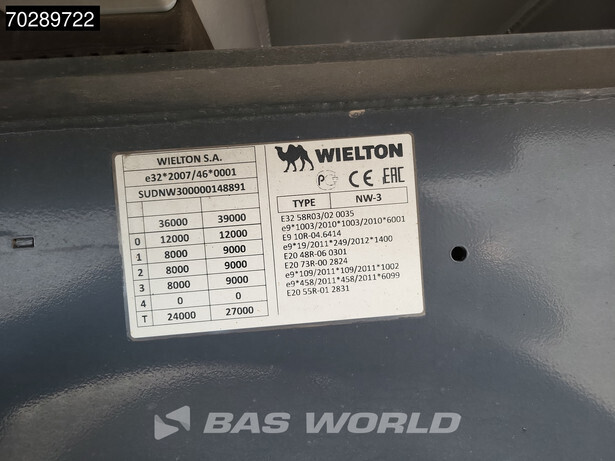 70289722
WIELTON S.A.
e32*2007/46*0001
SUDNW300000148891
36000 39000
0 12000 12000
1 8000 9000
2 8000 9000
3 8000 9000
4 0 0
T 24000 27000
WIELTON
CE EAC
TYPE NW-3
E32 58R03/02 0035
e9*1003/2010*1003/2010*6001
E9 10R-04.6414
e9*19/2011*249/2012*1400
E20 48R-06 0301
E20 73R-00 2824
e9*109/2011*109/2011*1002
e9*458/2011*458/2011*6099
E20 55R-01 2831
BAS WORLD